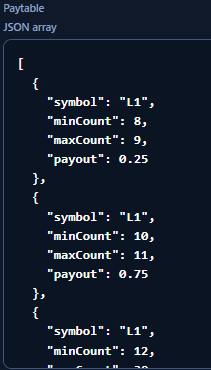 Paytable
JSON array
[
{
"symbol": "L1",
"minCount": 8,
"maxCount": 9,
"payout": 0.25
},
{
"symbol": "L1",
"minCount": 10,
"maxCount": 11,
"payout": 0.75
},
{
"symbol": "L1",
"minCount": 12,